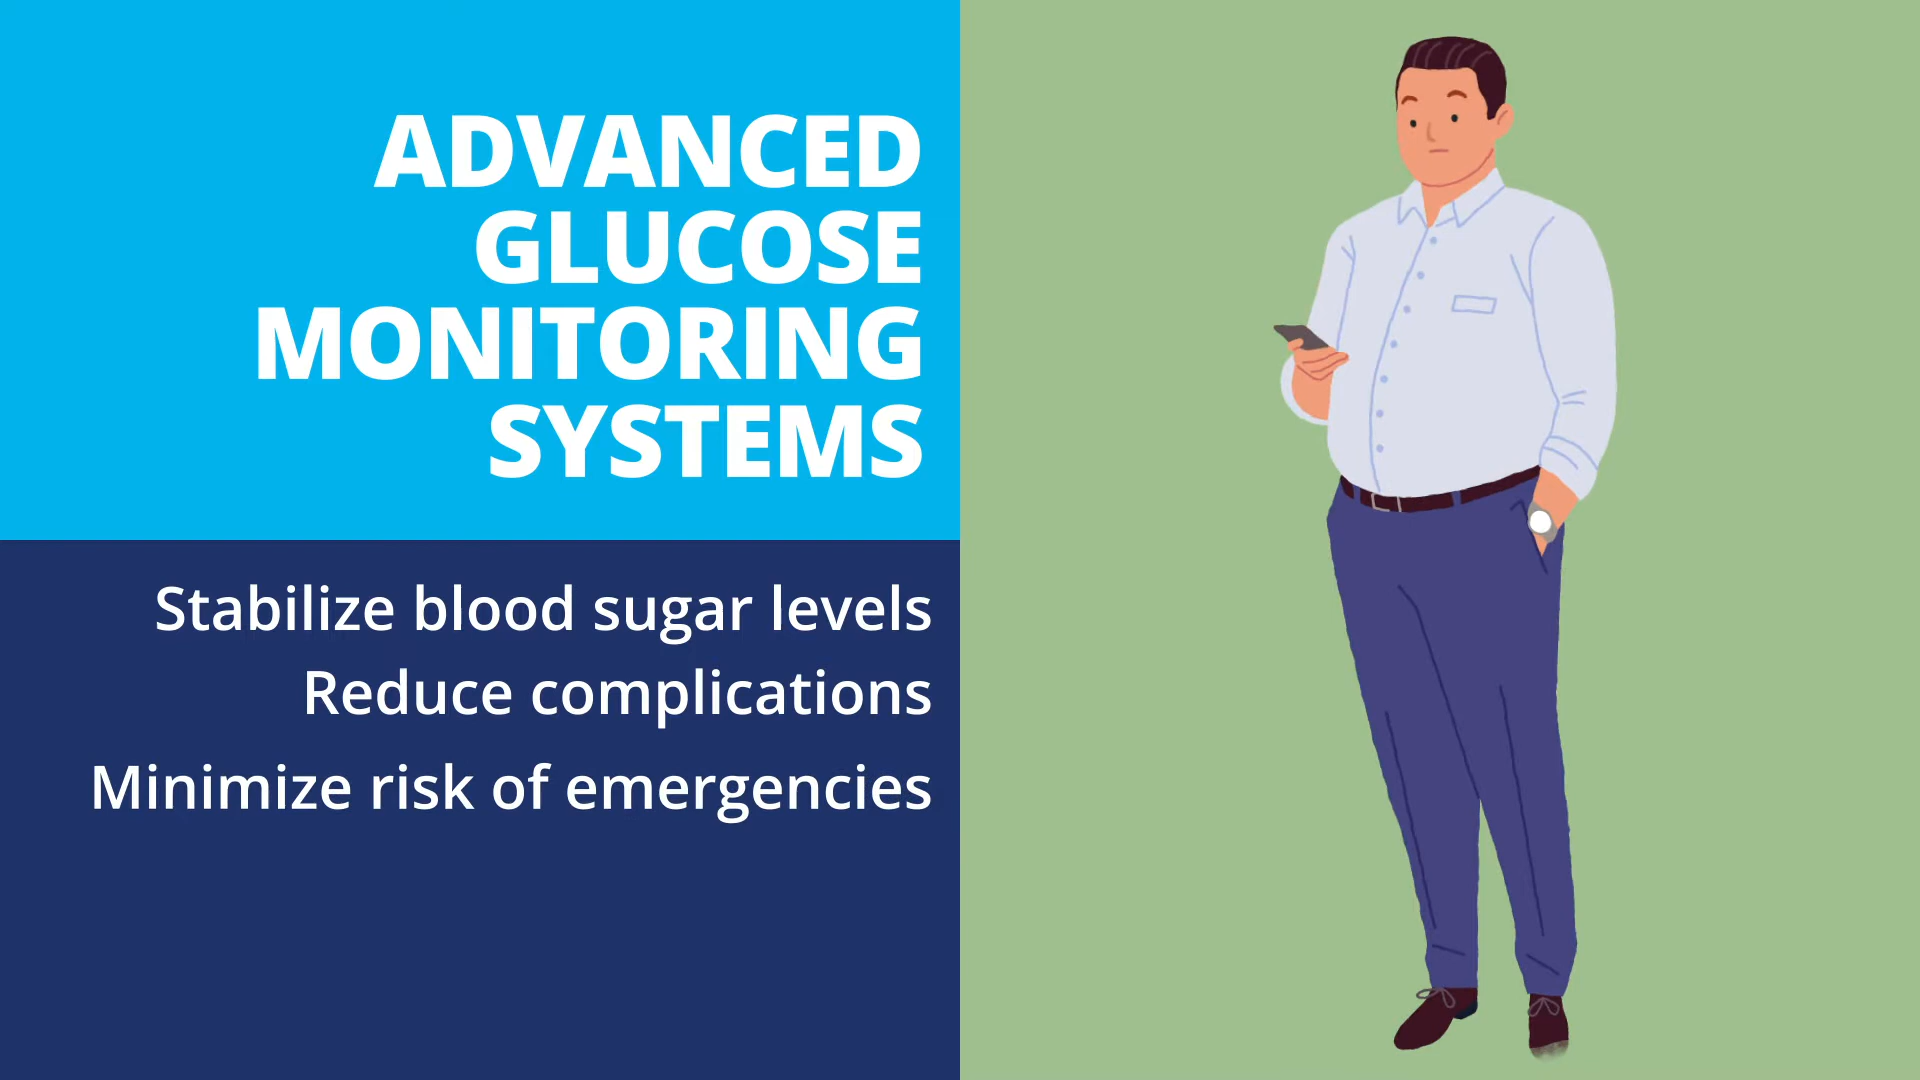 ADVANCED
GLUCOSE
MONITORING
SYSTEMS
Stabilize blood sugar levels
Reduce complications
Minimize risk of emergencies